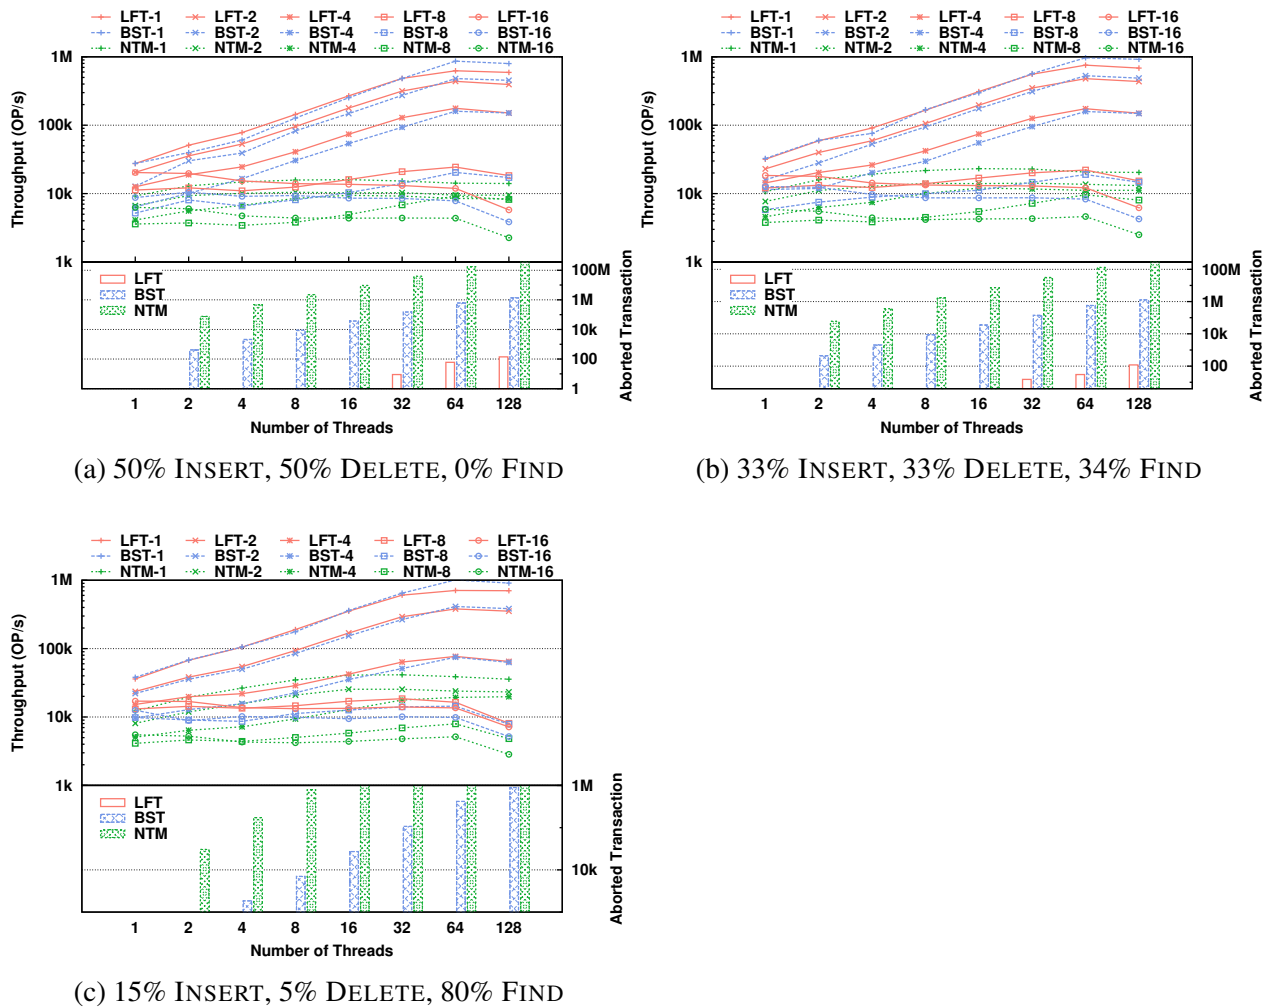 LFT-1 LFT-2 LFT-4 LFT-8 LFT-16
BST-1 BST-2 BST-4 BST-8 BST-16
NTM-1 NTM-2 NTM-4 NTM-8 NTM-16
1M
100k
10k
1k
Throughput (OP/s)
LFT
BST
NTM
100M
1M
10k
100
1
Aborted Transaction
1 2 4 8 16 32 64 128
Number of Threads
(a) 50% INSERT, 50% DELETE, 0% FIND
LFT-1 LFT-2 LFT-4 LFT-8 LFT-16
BST-1 BST-2 BST-4 BST-8 BST-16
NTM-1 NTM-2 NTM-4 NTM-8 NTM-16
1M
100k
10k
1k
Throughput (OP/s)
LFT
BST
NTM
100M
1M
10k
100
Aborted Transaction
1 2 4 8 16 32 64 128
Number of Threads
(b) 33% INSERT, 33% DELETE, 34% FIND
LFT-1 LFT-2 LFT-4 LFT-8 LFT-16
BST-1 BST-2 BST-4 BST-8 BST-16
NTM-1 NTM-2 NTM-4 NTM-8 NTM-16
1M
100k
10k
1k
Throughput (OP/s)
LFT
BST
NTM
1M
10k
Aborted Transaction
1 2 4 8 16 32 64 128
Number of Threads
(c) 15% INSERT, 5% DELETE, 80% FIND